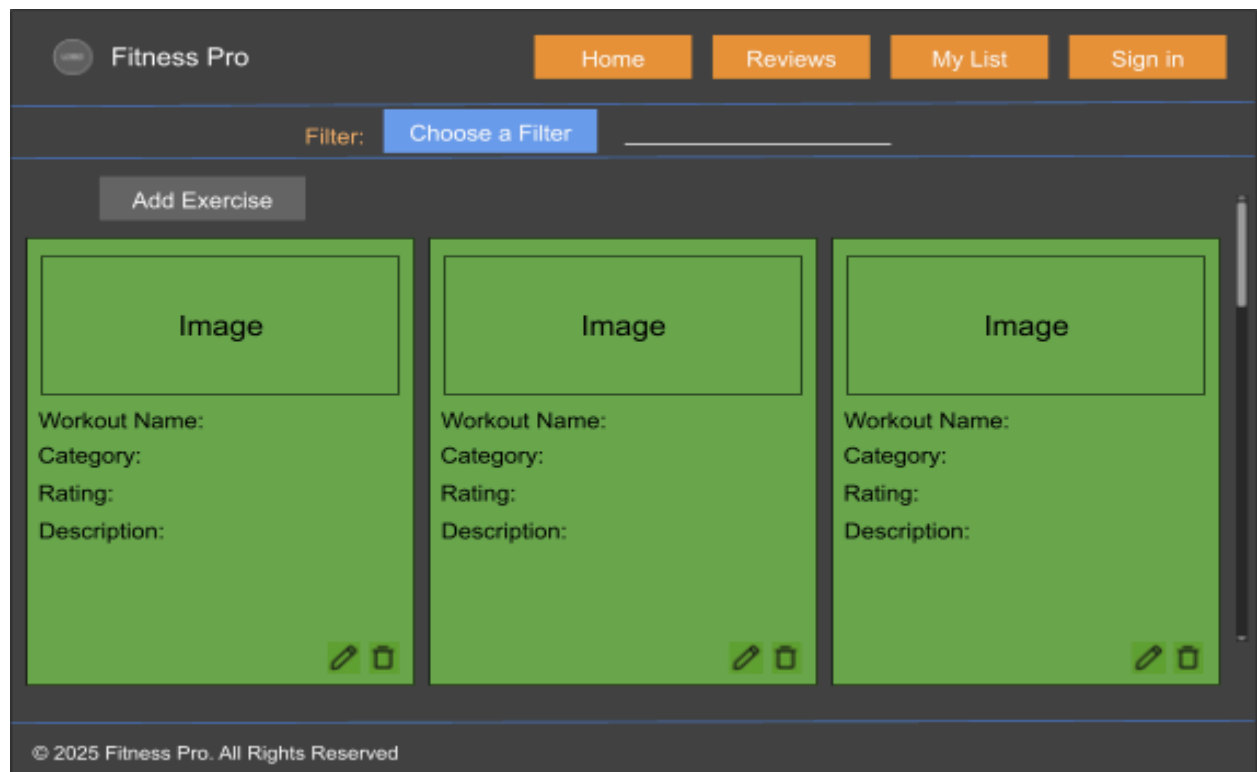 Fitness Pro Home Reviews My List Sign in
Filter: Choose a Filter
Add Exercise
Image
Workout Name:
Category:
Rating:
Description:
Image
Workout Name:
Category:
Rating:
Description:
Image
Workout Name:
Category:
Rating:
Description:
© 2025 Fitness Pro. All Rights Reserved